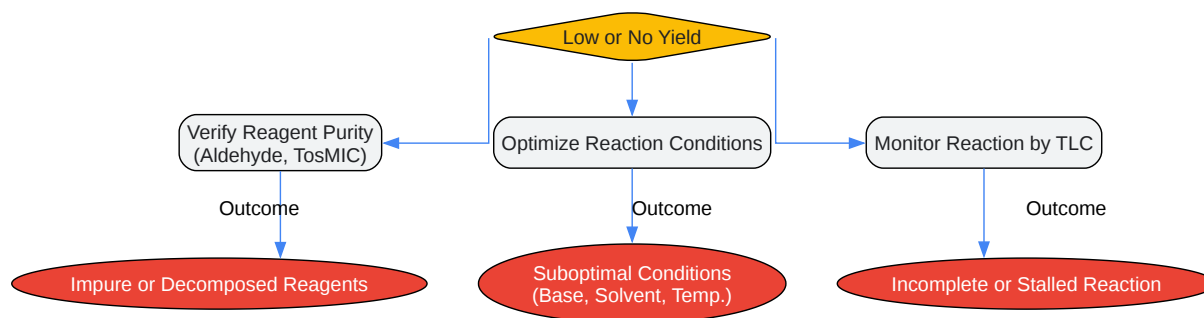 Low or No Yield
Verify Reagent Purity
(Aldehyde, TosMIC)
Optimize Reaction Conditions
Monitor Reaction by TLC
Outcome
Outcome
Outcome
Impure or Decomposed Reagents
Suboptimal Conditions
(Base, Solvent, Temp.)
Incomplete or Stalled Reaction